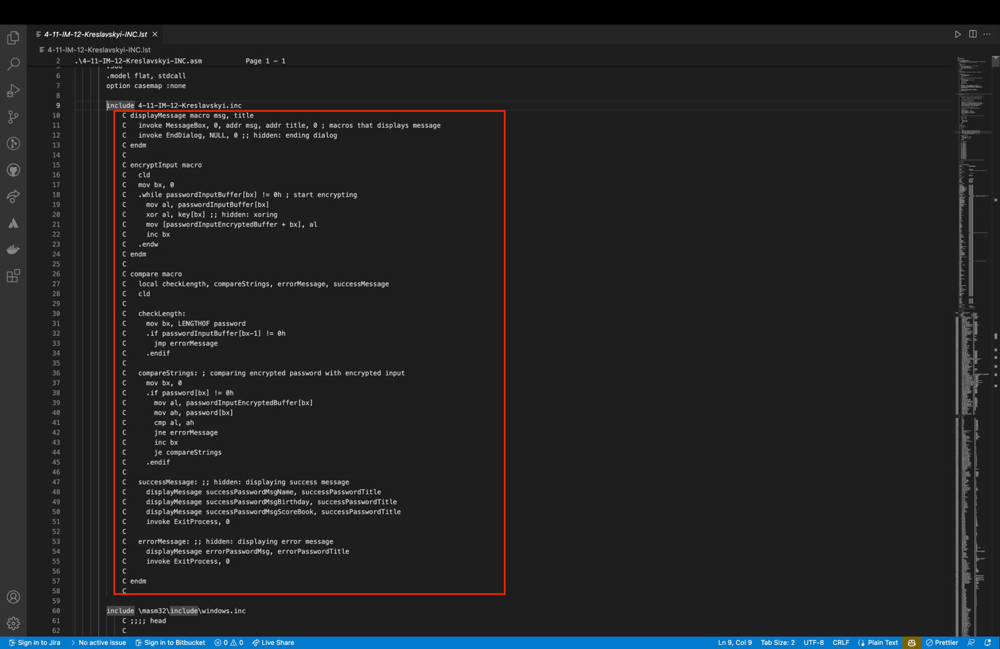 4-11-IM-12-Kreslavskyi-INC.lst
4-11-IM-12-Kreslavskyi-INC.lst
2 .\4-11-IM-12-Kreslavskyi-INC.asm Page 1 - 1
6 .model flat, stdcall
7 option casemap :none
8
9 include 4-11-IM-12-Kreslavskyi.inc
10 C displayMessage macro msg, title
11 C invoke MessageBox, 0, addr msg, addr title, 0 ; macros that displays message
12 C invoke EndDialog, NULL, 0 ;; hidden: ending dialog
13 C endm
14 C
15 C encryptInput macro
16 C cld
17 C mov bx, 0
18 C .while passwordInputBuffer[bx] != 0h ; start encrypting
19 C mov al, passwordInputBuffer[bx]
20 C xor al, key[bx] ;; hidden: xoring
21 C mov [passwordInputEncryptedBuffer + bx], al
22 C inc bx
23 C .endw
24 C endm
25 C
26 C compare macro
27 C local checkLength, compareStrings, errorMessage, successMessage
28 C cld
29 C
30 C checkLength:
31 C mov bx, LENGTHOF password
32 C .if passwordInputBuffer[bx-1] != 0h
33 C jmp errorMessage
34 C .endif
35 C
36 C compareStrings: ; comparing encrypted password with encrypted input
37 C mov bx, 0
38 C .if password[bx] != 0h
39 C mov al, passwordInputEncryptedBuffer[bx]
40 C mov ah, password[bx]
41 C cmp al, ah
42 C jne errorMessage
43 C inc bx
44 C je compareStrings
45 C .endif
46 C
47 C successMessage: ;; hidden: displaying success message
48 C displayMessage successPasswordMsgName, successPasswordTitle
49 C displayMessage successPasswordMsgBirthday, successPasswordTitle
50 C displayMessage successPasswordMsgScoreBook, successPasswordTitle
51 C invoke ExitProcess, 0
52 C
53 C errorMessage: ;; hidden: displaying error message
54 C displayMessage errorPasswordMsg, errorPasswordTitle
55 C invoke ExitProcess, 0
56 C
57 C endm
58 C
59
60 include \masm32\include\windows.inc
61 C ;;;; head
62 C
Sign in to Jira No active issue Sign in to Bitbucket 0 0 Live Share Ln 9, Col 9 Tab Size: 2 UTF-8 CRLF Plain Text Prettier